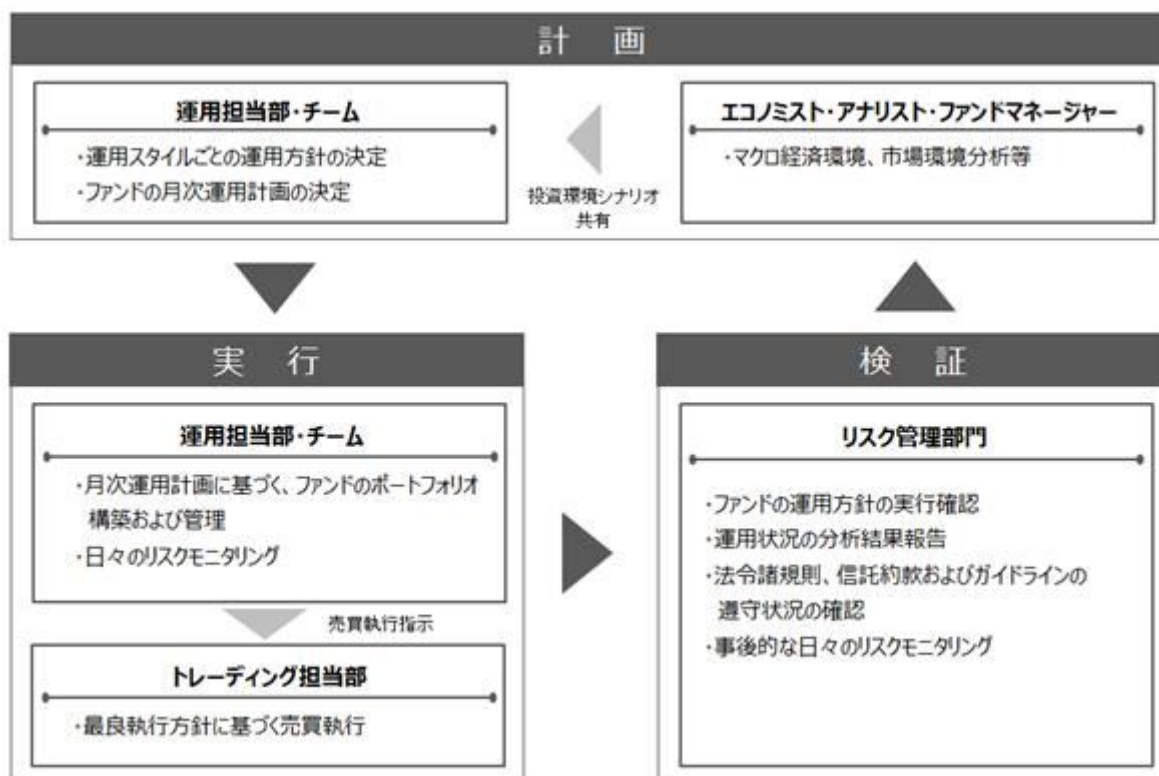 計　画
運用担当部・チーム
・運用スタイルごとの運用方針の決定
・ファンドの月次運用計画の決定
投資環境シナリオ
共有
エコノミスト・アナリスト・ファンドマネージャー
・マクロ経済環境、市場環境分析等
実　行
運用担当部・チーム
・月次運用計画に基づく、ファンドのポートフォリオ
構築および管理
・日々のリスクモニタリング
売買執行指示
トレーディング担当部
・最良執行方針に基づく売買執行
検　証
リスク管理部門
・ファンドの運用方針の実行確認
・運用状況の分析結果報告
・法令諸規則、信託約款およびガイドラインの
遵守状況の確認
・事後的な日々のリスクモニタリング